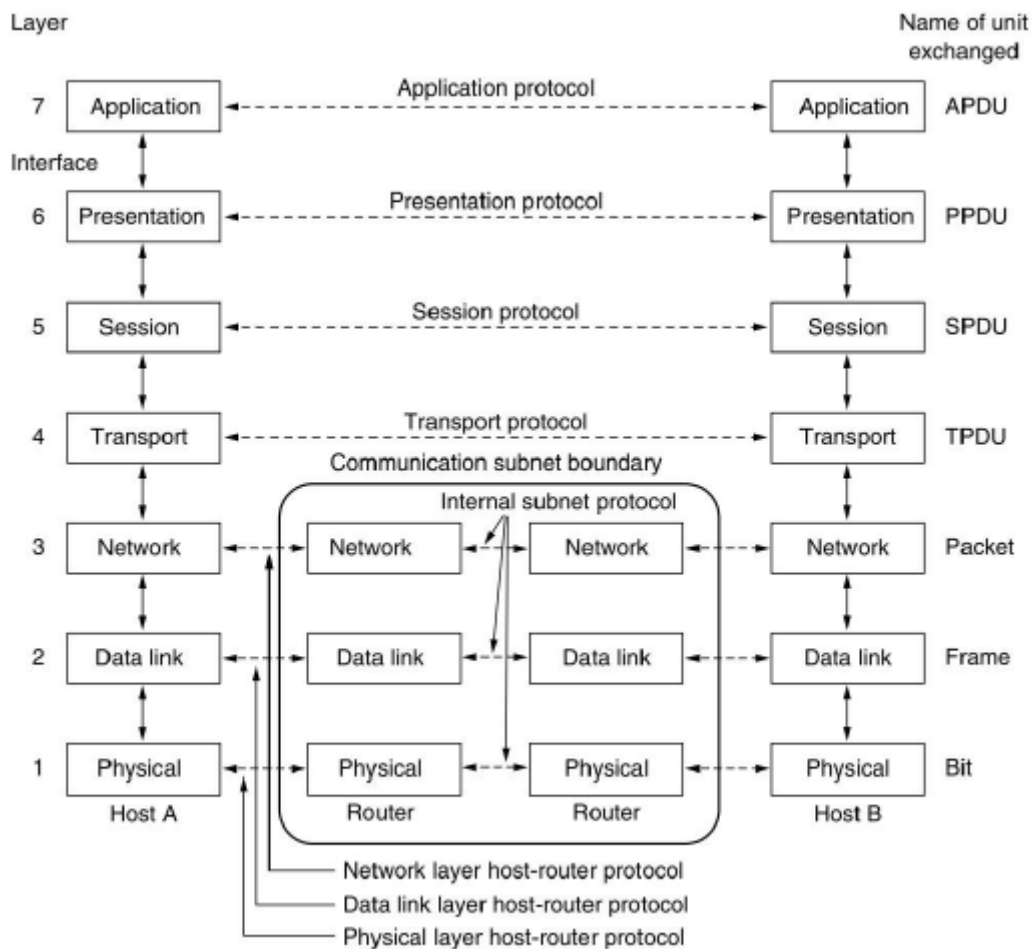 Layer
Name of unit
exchanged
7 Application Application protocol Application APDU
Interface
6 Presentation Presentation protocol Presentation PPDU
5 Session Session protocol Session SPDU
4 Transport Transport protocol Transport TPDU
Communication subnet boundary
Internal subnet protocol
3 Network Network Network Network Packet
2 Data link Data link Data link Data link Frame
1 Physical Physical Physical Physical Bit
Host A Router Router Host B
Network layer host-router protocol
Data link layer host-router protocol
Physical layer host-router protocol